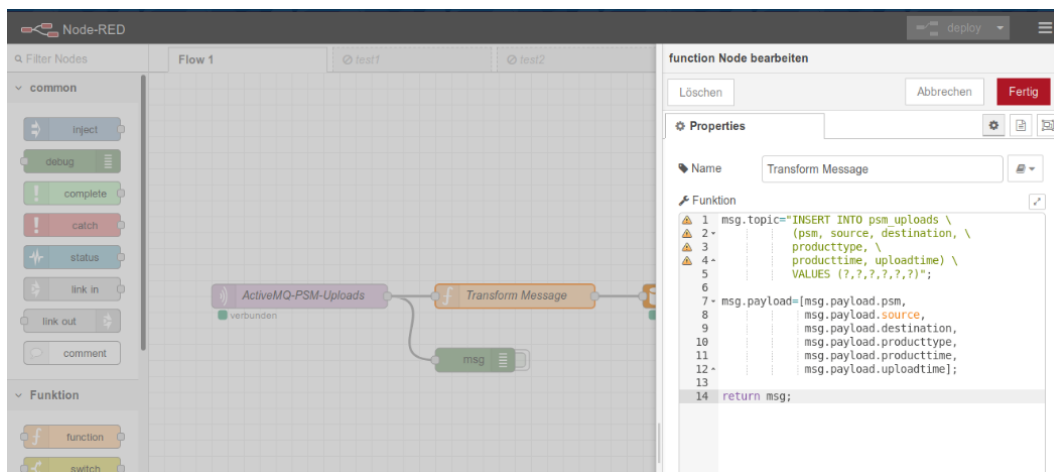 Node-RED
deploy
Filter Nodes
Flow 1
test1
test2
common
inject
debug
complete
catch
status
link in
link out
comment
Funktion
function
switch
ActiveMQ-PSM-Uploads
verbunden
Transform Message
msg
function Node bearbeiten
Löschen
Abbrechen
Fertig
Properties
Name
Transform Message
Funktion
1 msg.topic="INSERT INTO psm_uploads \
2 (psm, source, destination, \
3 producttype, \
4 producttime, uploadtime) \
5 VALUES (?,?,?,?,?,?)";
6
7 msg.payload=[msg.payload.psm,
8 msg.payload.source,
9 msg.payload.destination,
10 msg.payload.producttype,
11 msg.payload.producttime,
12 msg.payload.uploadtime];
13
14 return msg;